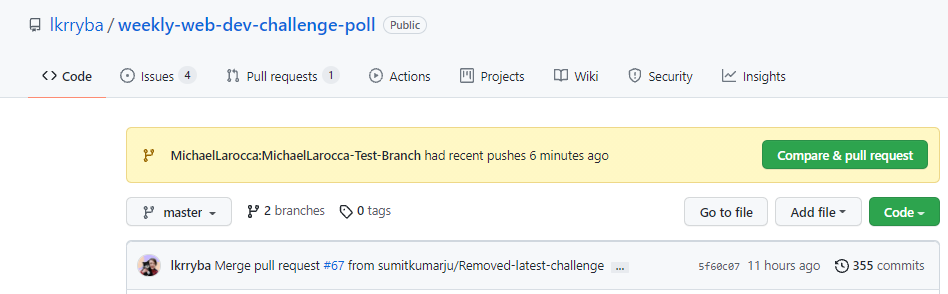 lkrryba / weekly-web-dev-challenge-poll Public
Code Issues 4 Pull requests 1 Actions Projects Wiki Security Insights
MichaelLarocca:MichaelLarocca-Test-Branch had recent pushes 6 minutes ago Compare & pull request
master 2 branches 0 tags Go to file Add file Code
lkrryba Merge pull request #67 from sumitkumarju/Removed-latest-challenge ... 5f60c07 11 hours ago 355 commits